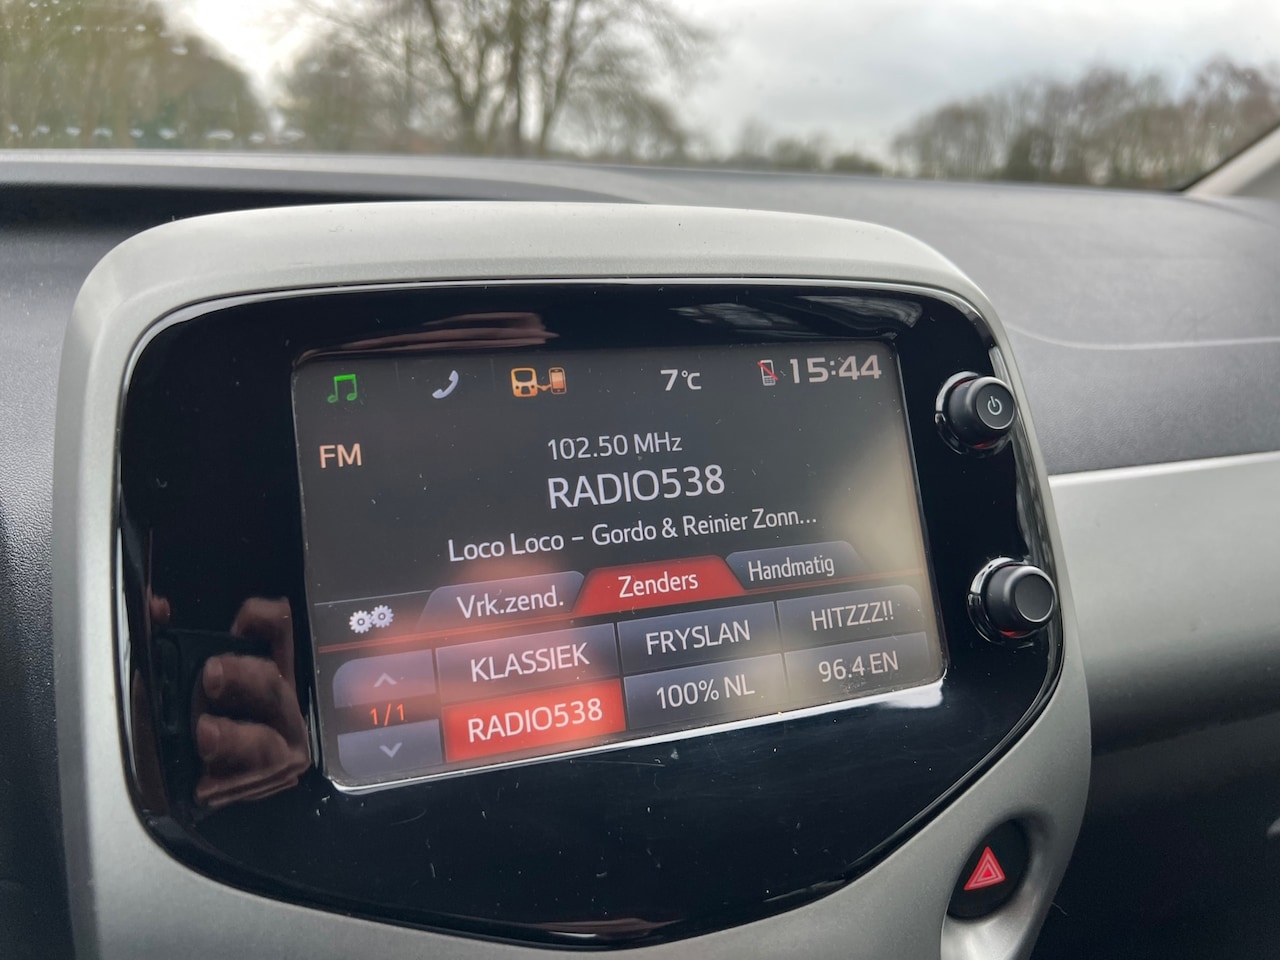 7°C 15:44
FM
102.50 MHz
RADIO538
Loco Loco – Gordo & Reinier Zonn...
Vrk.zend. Zenders Handmatig
KLASSIEK FRYSLAN HITZZZ!!
1/1
RADIO538 100% NL 96.4 EN